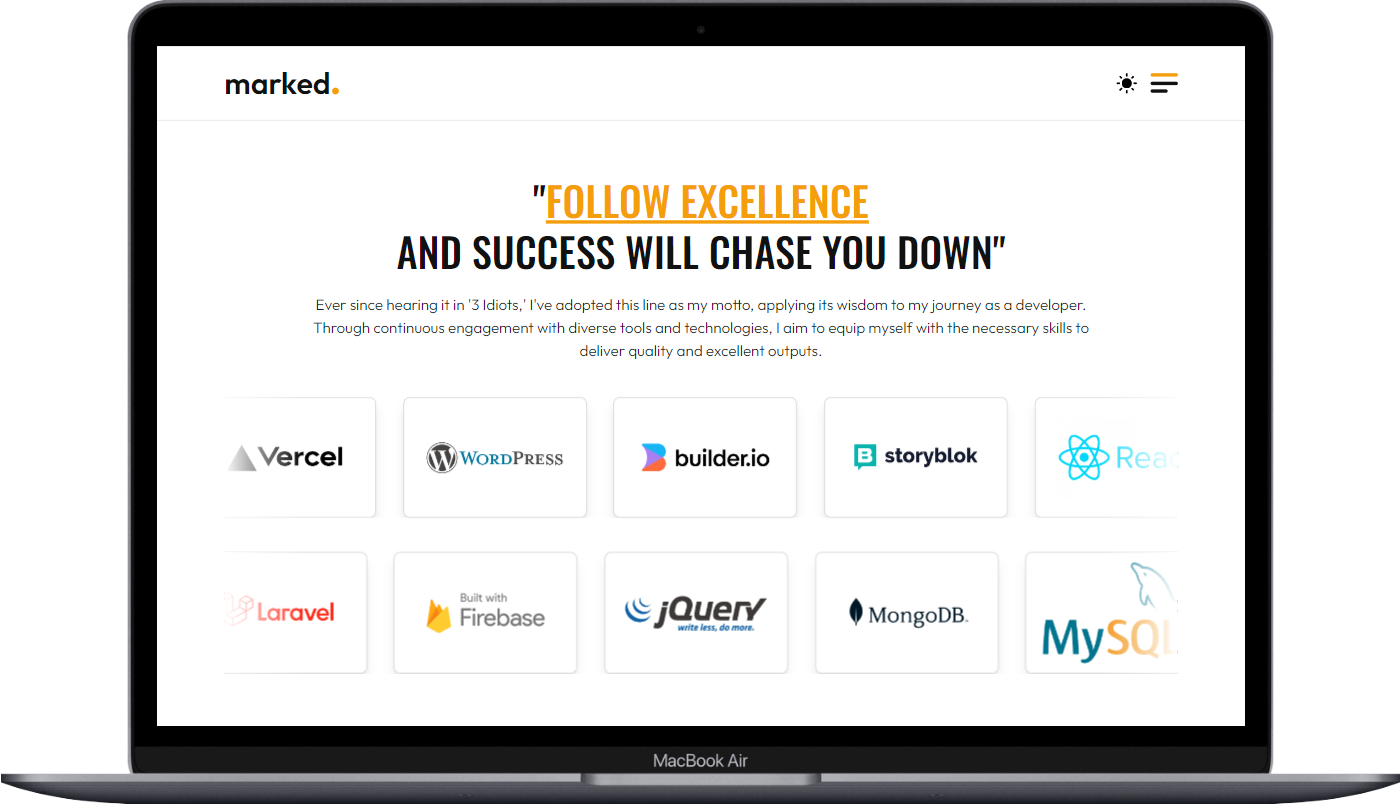 marked.
"FOLLOW EXCELLENCE
AND SUCCESS WILL CHASE YOU DOWN"
Ever since hearing it in '3 Idiots,' I've adopted this line as my motto, applying its wisdom to my journey as a developer.
Through continuous engagement with diverse tools and technologies, I aim to equip myself with the necessary skills to
deliver quality and excellent outputs.
Vercel
WORDPRESS
builder.io
storyblok
Reac
Laravel
Built with
Firebase
jQuery
write less, do more.
MongoDB.
MySQL
MacBook Air